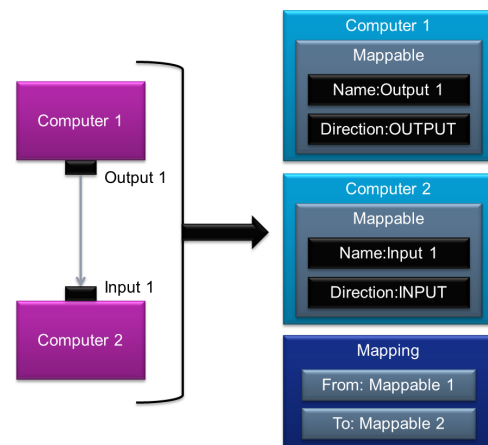 Computer 1
Output 1
Input 1
Computer 2
Computer 1
Mappable
Name:Output 1
Direction:OUTPUT
Computer 2
Mappable
Name:Input 1
Direction:INPUT
Mapping
From: Mappable 1
To: Mappable 2